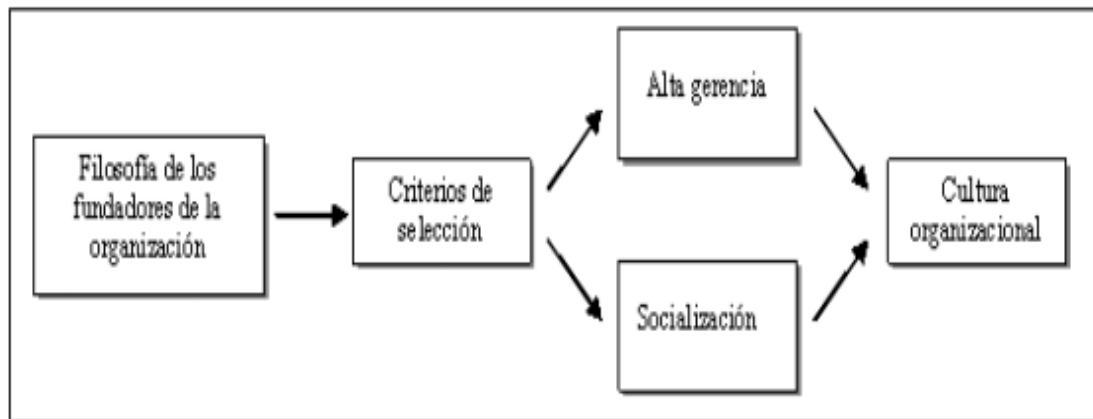 Filosofía de los
fundadores de la
organización
Criterios de
selección
Alta gerencia
Socialización
Cultura
organizacional